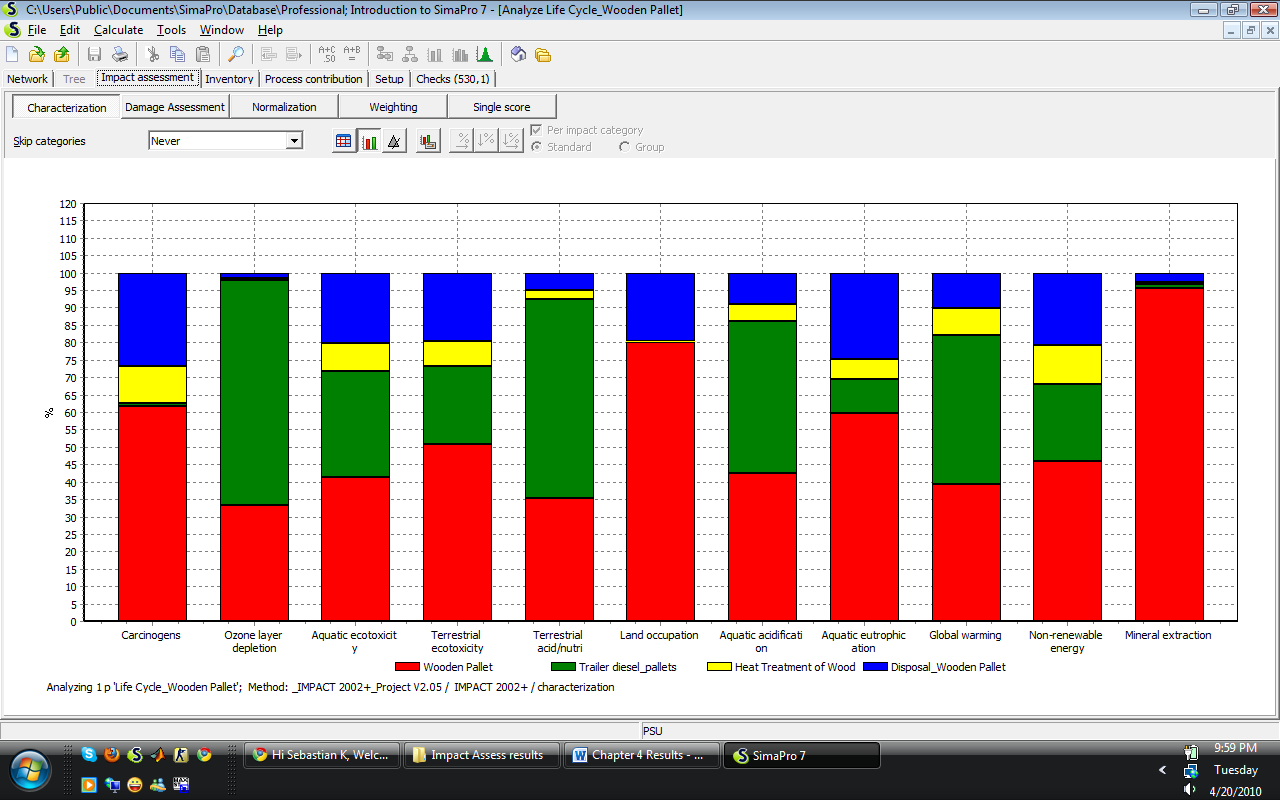 C:\Users\Public\Documents\SimaPro\Database\Professional; Introduction to SimaPro 7 - [Analyze Life Cycle_Wooden Pallet]
File Edit Calculate Tools Window Help
A+C .50 A+B =
Network Tree Impact assessment Inventory Process contribution Setup Checks (530,1)
Characterization Damage Assessment Normalization Weighting Single score
Skip categories Never Per impact category
Standard Group
120
115
110
105
100
95
90
85
80
75
70
65
60
55
50
45
40
35
30
25
20
15
10
5
0
%
Carcinogens Ozone layer depletion Aquatic ecotoxicit y Terrestrial ecotoxicity Terrestrial acid/nutri Land occupation Aquatic acidificati on Aquatic eutrophic ation Global warming Non-renewable energy Mineral extraction
Wooden Pallet Trailer diesel_pallets Heat Treatment of Wood Disposal_Wooden Pallet
Analyzing 1 p 'Life Cycle_Wooden Pallet'; Method: _IMPACT 2002+_Project V2.05 / IMPACT 2002+ / characterization
PSU
Hi Sebastian K, Welc... Impact Assess results Chapter 4 Results - ... SimaPro 7
9:59 PM
Tuesday
4/20/2010